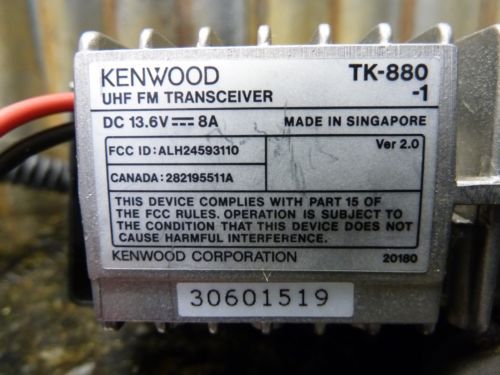 KENWOOD TK-880
UHF FM TRANSCEIVER -1
DC 13.6V⎓8A MADE IN SINGAPORE
FCC ID:ALH24593110 Ver 2.0
CANADA:282195511A
THIS DEVICE COMPLIES WITH PART 15 OF
THE FCC RULES. OPERATION IS SUBJECT TO
THE CONDITION THAT THIS DEVICE DOES NOT
CAUSE HARMFUL INTERFERENCE.
KENWOOD CORPORATION 20180
30601519